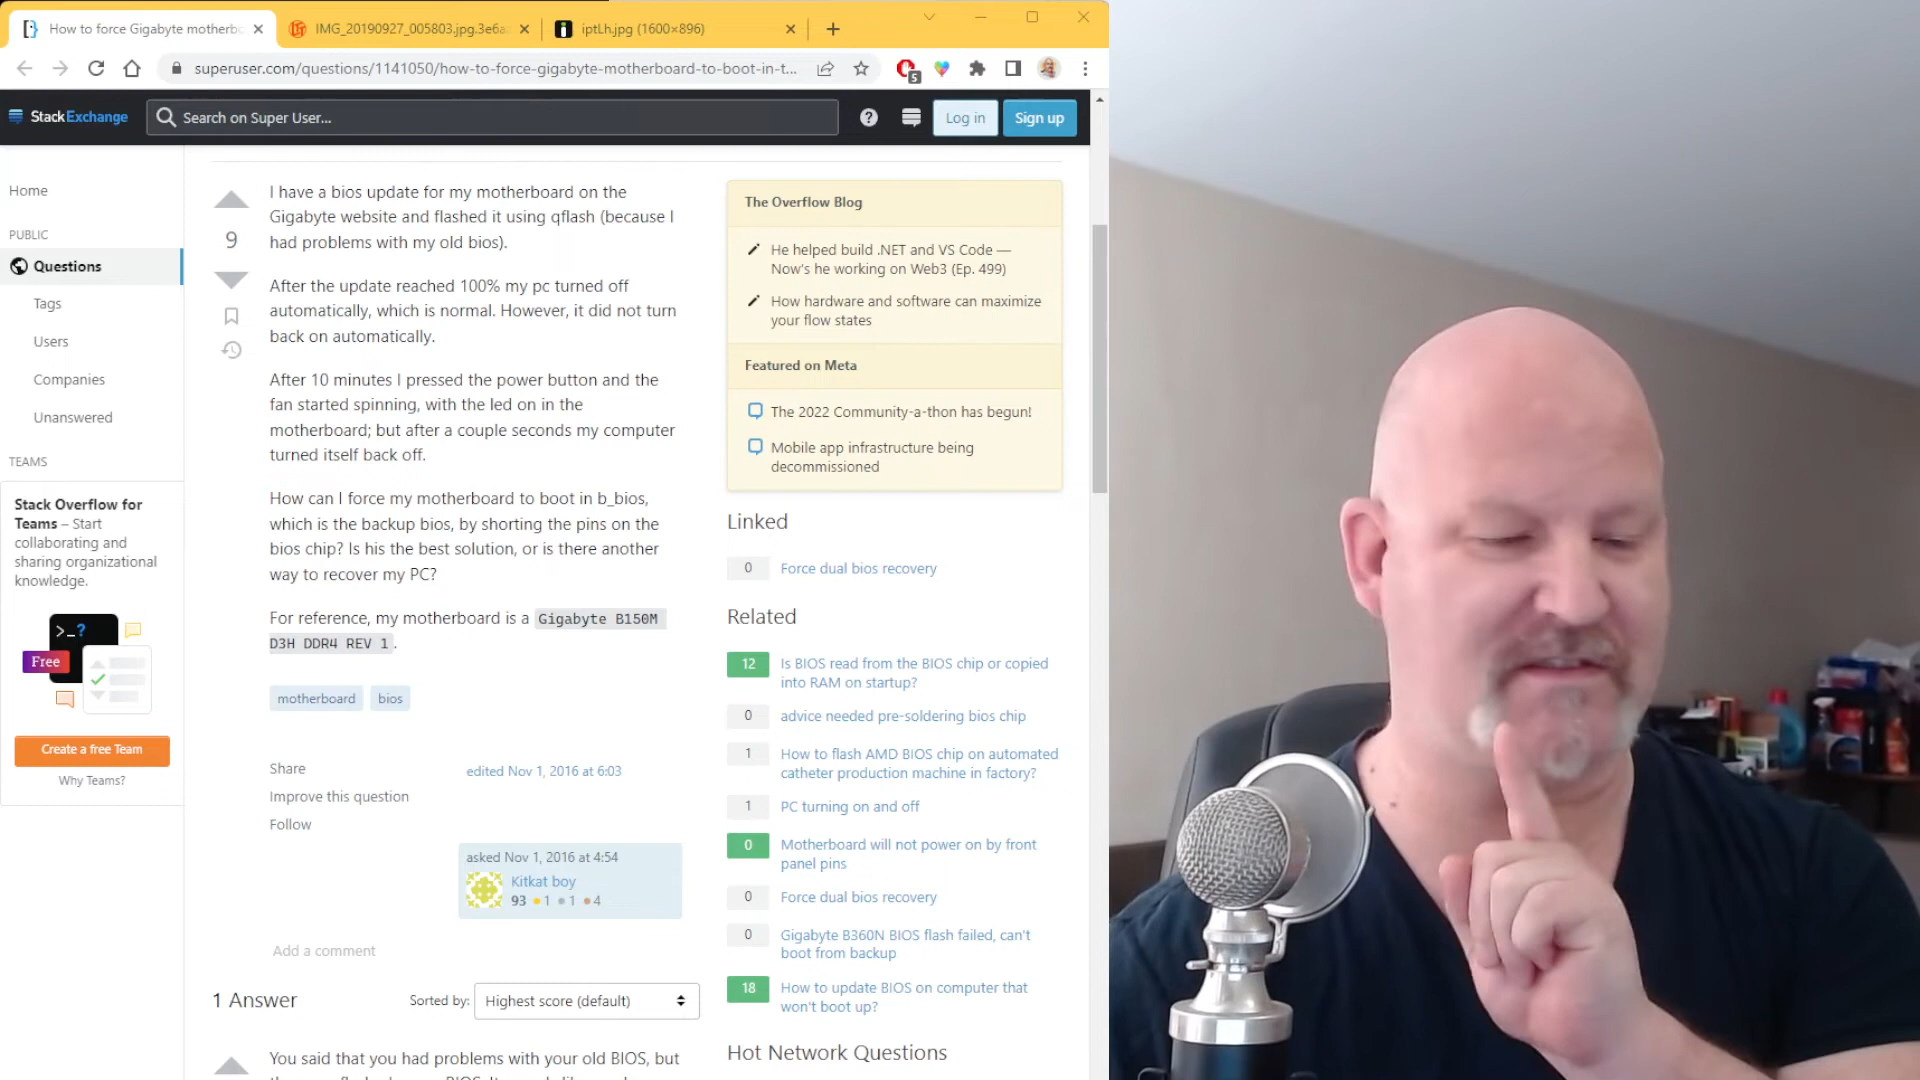 How to force Gigabyte motherb
IMG_20190927_005803.jpg.3e6a
iptLh.jpg (1600×896)
superuser.com/questions/1141050/how-to-force-gigabyte-motherboard-to-boot-in-t...
5
StackExchange
Search on Super User...
Log in
Sign up
Home
PUBLIC
Questions
Tags
Users
Companies
Unanswered
TEAMS
Stack Overflow for
Teams – Start
collaborating and
sharing organizational
knowledge.
>_?
Free
Create a free Team
Why Teams?
9
I have a bios update for my motherboard on the
Gigabyte website and flashed it using qflash (because I
had problems with my old bios).
After the update reached 100% my pc turned off
automatically, which is normal. However, it did not turn
back on automatically.
After 10 minutes I pressed the power button and the
fan started spinning, with the led on in the
motherboard; but after a couple seconds my computer
turned itself back off.
How can I force my motherboard to boot in b_bios,
which is the backup bios, by shorting the pins on the
bios chip? Is his the best solution, or is there another
way to recover my PC?
For reference, my motherboard is a Gigabyte B150M
D3H DDR4 REV 1.
motherboard bios
Share
Improve this question
Follow
edited Nov 1, 2016 at 6:03
asked Nov 1, 2016 at 4:54
Kitkat boy
93 1 1 4
Add a comment
1 Answer
Sorted by:
Highest score (default)
You said that you had problems with your old BIOS, but
The Overflow Blog
He helped build .NET and VS Code —
Now's he working on Web3 (Ep. 499)
How hardware and software can maximize
your flow states
Featured on Meta
The 2022 Community-a-thon has begun!
Mobile app infrastructure being
decommissioned
Linked
0 Force dual bios recovery
Related
12 Is BIOS read from the BIOS chip or copied
into RAM on startup?
0 advice needed pre-soldering bios chip
1 How to flash AMD BIOS chip on automated
catheter production machine in factory?
1 PC turning on and off
0 Motherboard will not power on by front
panel pins
0 Force dual bios recovery
0 Gigabyte B360N BIOS flash failed, can't
boot from backup
18 How to update BIOS on computer that
won't boot up?
Hot Network Questions